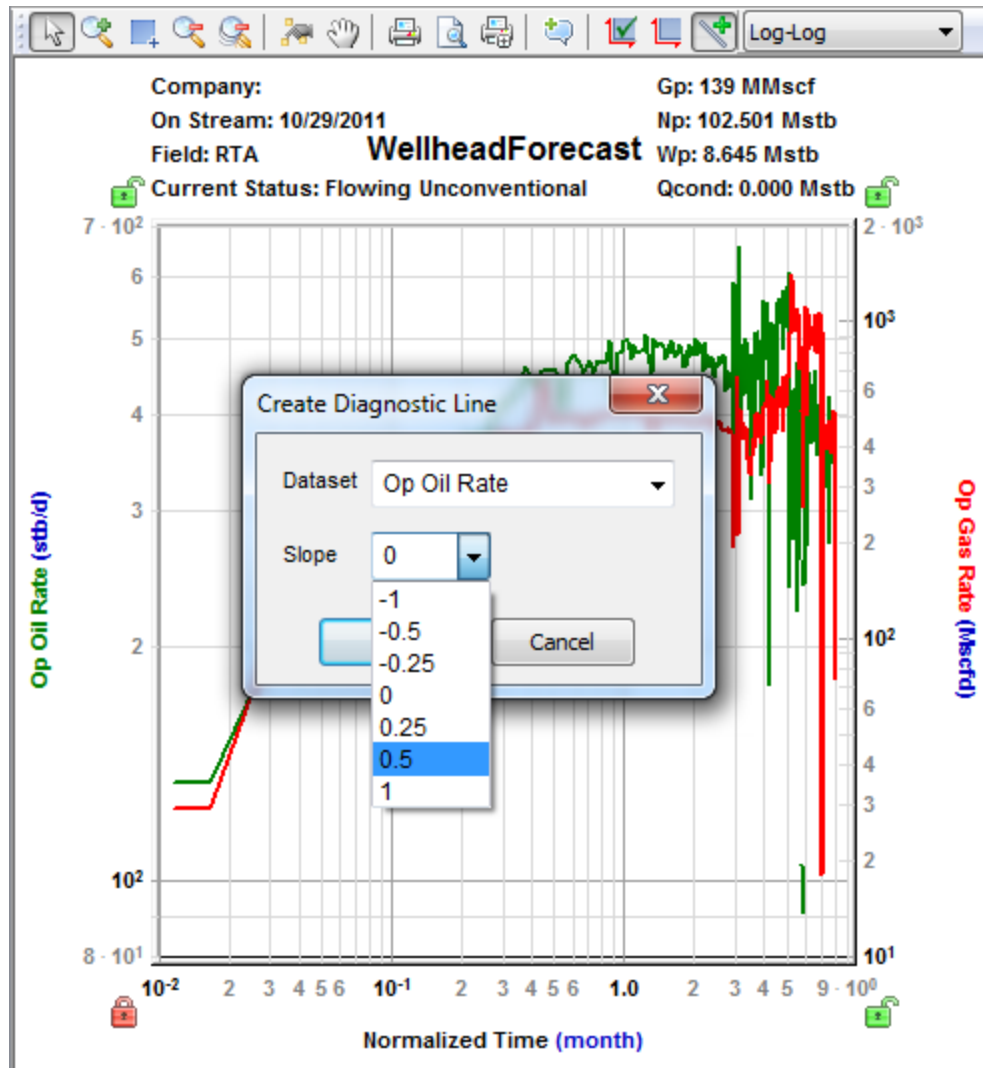 Log-Log
Company:
On Stream: 10/29/2011
Field: RTA
Current Status: Flowing Unconventional
WellheadForecast
Gp: 139 MMscf
Np: 102.501 Mstb
Wp: 8.645 Mstb
Qcond: 0.000 Mstb
7 · 10²
6
5
4
3
2
10²
8 · 10¹
Op Oil Rate (stb/d)
Create Diagnostic Line
X
Dataset Op Oil Rate
Slope 0
-1
-0.5
-0.25
0
0.25
0.5
1
Cancel
2 · 10³
10³
6
4
3
2
10²
6
4
3
2
10¹
Op Gas Rate (Mscfd)
10⁻² 2 3 4 5 6 10⁻¹ 2 3 4 5 6 1.0 2 3 4 5 9 · 10⁰
Normalized Time (month)